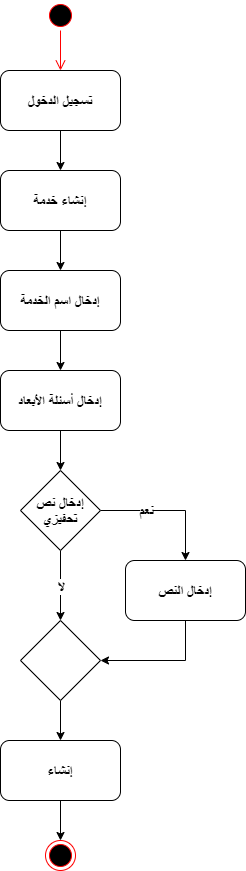 تسجيل الدخول
إنشاء خدمة
إدخال اسم الخدمة
إدخال أسئلة الأبعاد
إدخال نص
تحفيزي
نعم
لا
إدخال النص
إنشاء